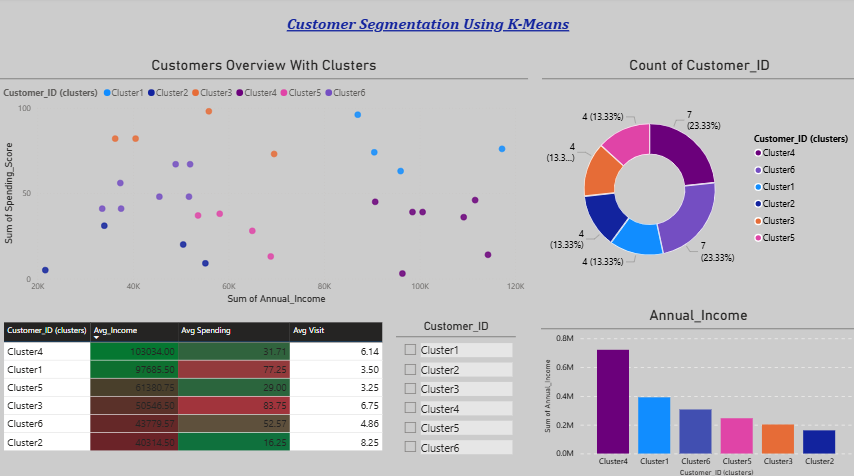 Customer Segmentation Using K-Means
Customers Overview With Clusters
Customer_ID (clusters) Cluster1 Cluster2 Cluster3 Cluster4 Cluster5 Cluster6
100
50
0
Sum of Spending_Score
20K 40K 60K 80K 100K 120K
Sum of Annual_Income
Count of Customer_ID
7
(23.33%)
7
(23.33%)
4 (13.33%)
4
(13.33%)
4
(13.3...)
4 (13.33%)
Customer_ID (clusters)
Cluster4
Cluster6
Cluster1
Cluster2
Cluster3
Cluster5
Customer_ID (clusters) Avg_Income Avg Spending Avg Visit
Cluster4 103034.00 31.71 6.14
Cluster1 97685.50 77.25 3.50
Cluster5 61380.75 29.00 3.25
Cluster3 50546.50 83.75 6.75
Cluster6 43779.57 52.57 4.86
Cluster2 40314.50 16.25 8.25
Customer_ID
Cluster1
Cluster2
Cluster3
Cluster4
Cluster5
Cluster6
Annual_Income
0.8M
0.6M
0.4M
0.2M
0.0M
Sum of Annual_Income
Cluster4 Cluster1 Cluster6 Cluster5 Cluster3 Cluster2
Customer_ID (clusters)